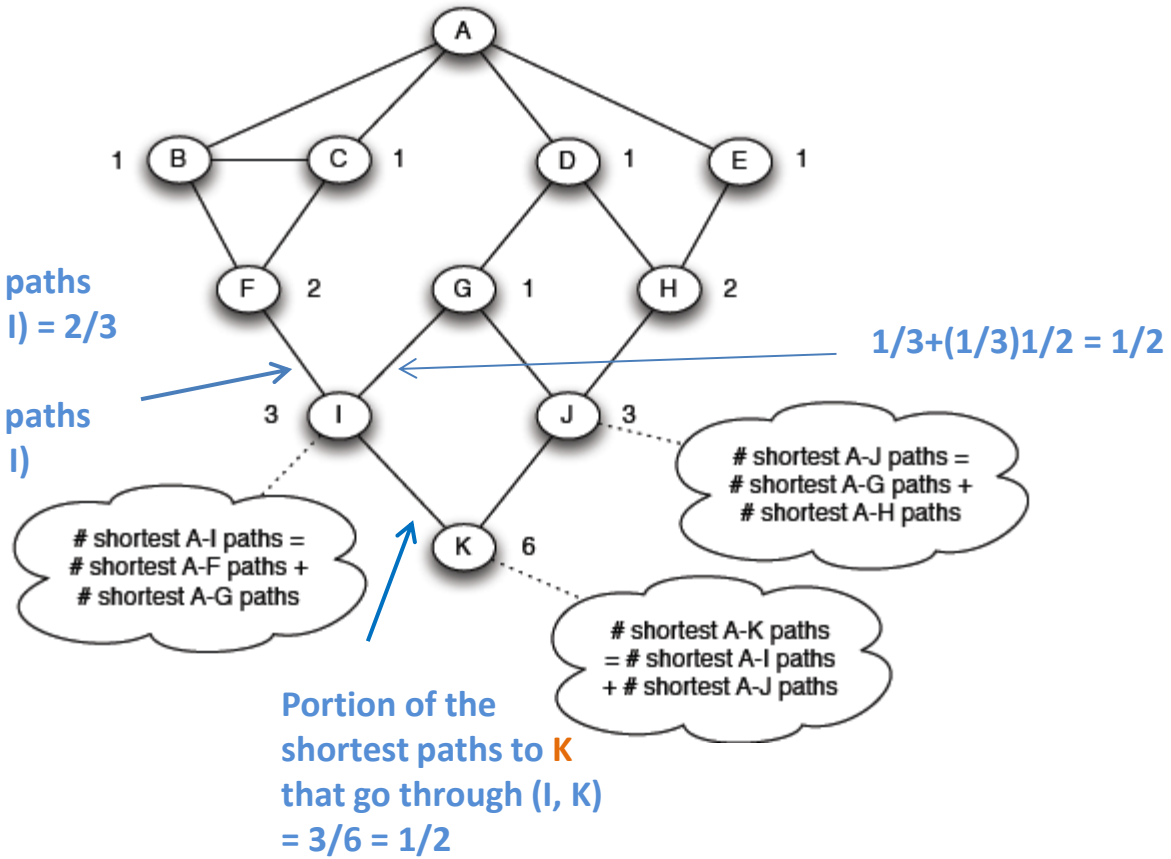 A
1 B C 1 D 1 E 1
paths
I) = 2/3
F 2 G 1 H 2
1/3+(1/3)1/2 = 1/2
paths
I)
3 I J 3
# shortest A-J paths =
# shortest A-G paths +
# shortest A-H paths
# shortest A-I paths =
# shortest A-F paths +
# shortest A-G paths
K 6
# shortest A-K paths
= # shortest A-I paths
+ # shortest A-J paths
Portion of the
shortest paths to K
that go through (I, K)
= 3/6 = 1/2